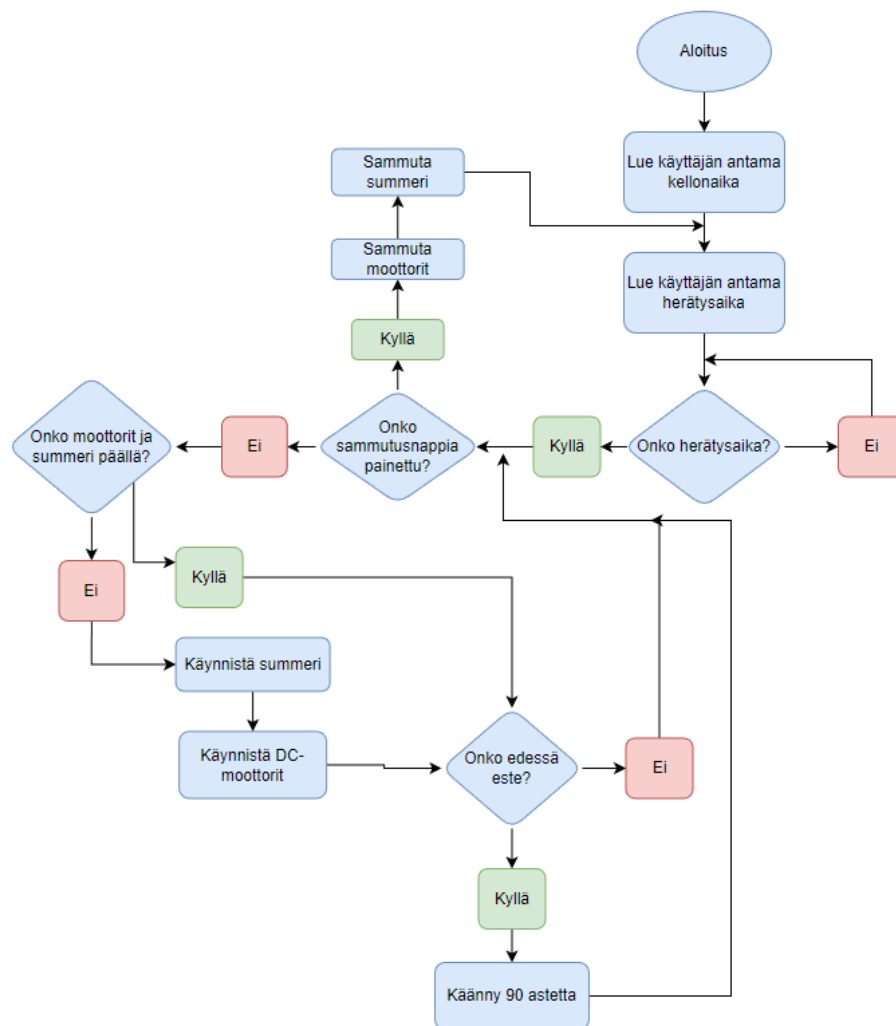 Aloitus
Lue käyttäjän antama
kellonaika
Sammuta
summeri
Sammuta
moottorit
Lue käyttäjän antama
herätysaika
Kyllä
Onko moottorit ja
summeri päällä?
Ei
Onko
sammutusnappia
painettu?
Kyllä
Onko herätysaika?
Ei
Ei
Kyllä
Käynnistä summeri
Käynnistä DC-
moottorit
Onko edessä
este?
Ei
Kyllä
Käänny 90 astetta